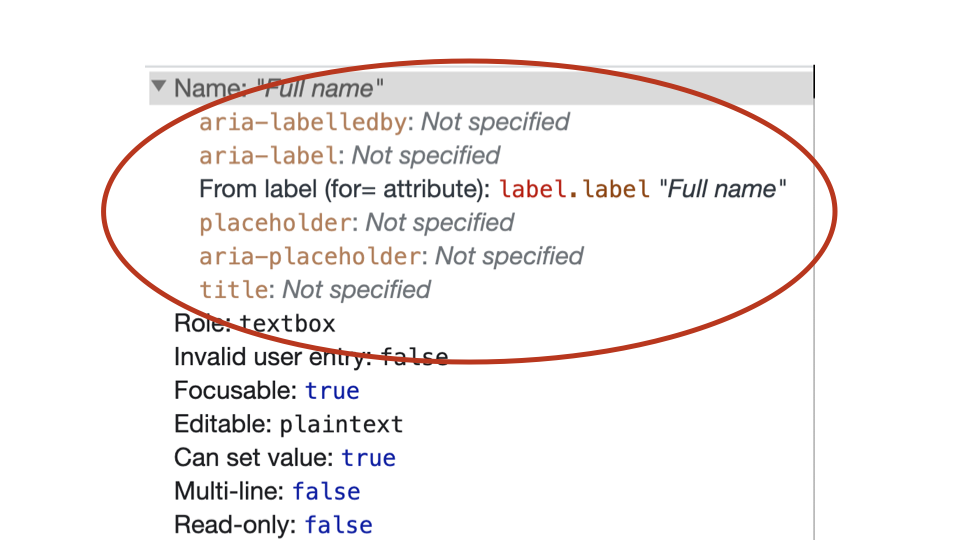 Name: "Full name"
aria-labelledby: Not specified
aria-label: Not specified
From label (for= attribute): label.label "Full name"
placeholder: Not specified
aria-placeholder: Not specified
title: Not specified
Role: textbox
Invalid user entry: false
Focusable: true
Editable: plaintext
Can set value: true
Multi-line: false
Read-only: false